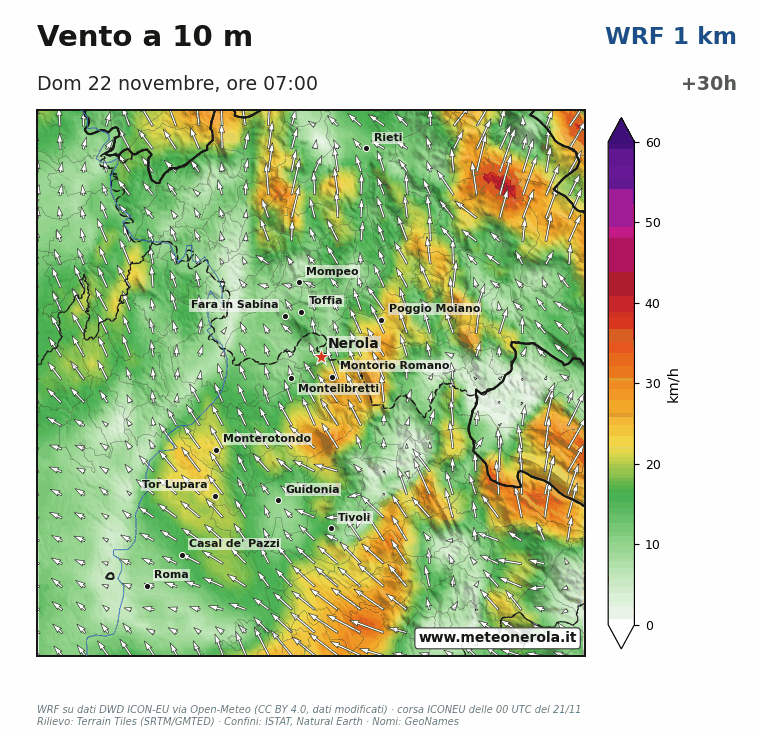 Vento a 10 m
WRF 1 km
Dom 22 novembre, ore 07:00
+30h
Rieti
Mompeo
Fara in Sabina
Toffia
Poggio Moiano
Nerola
Montorio Romano
Montelibretti
Monterotondo
Tor Lupara
Guidonia
Tivoli
Casal de' Pazzi
Roma
www.meteonerola.it
60
50
40
30
20
10
0
km/h
WRF su dati DWD ICON-EU via Open-Meteo (CC BY 4.0, dati modificati) · corsa ICONEU delle 00 UTC del 21/11
Rilievo: Terrain Tiles (SRTM/GMTED) · Confini: ISTAT, Natural Earth · Nomi: GeoNames